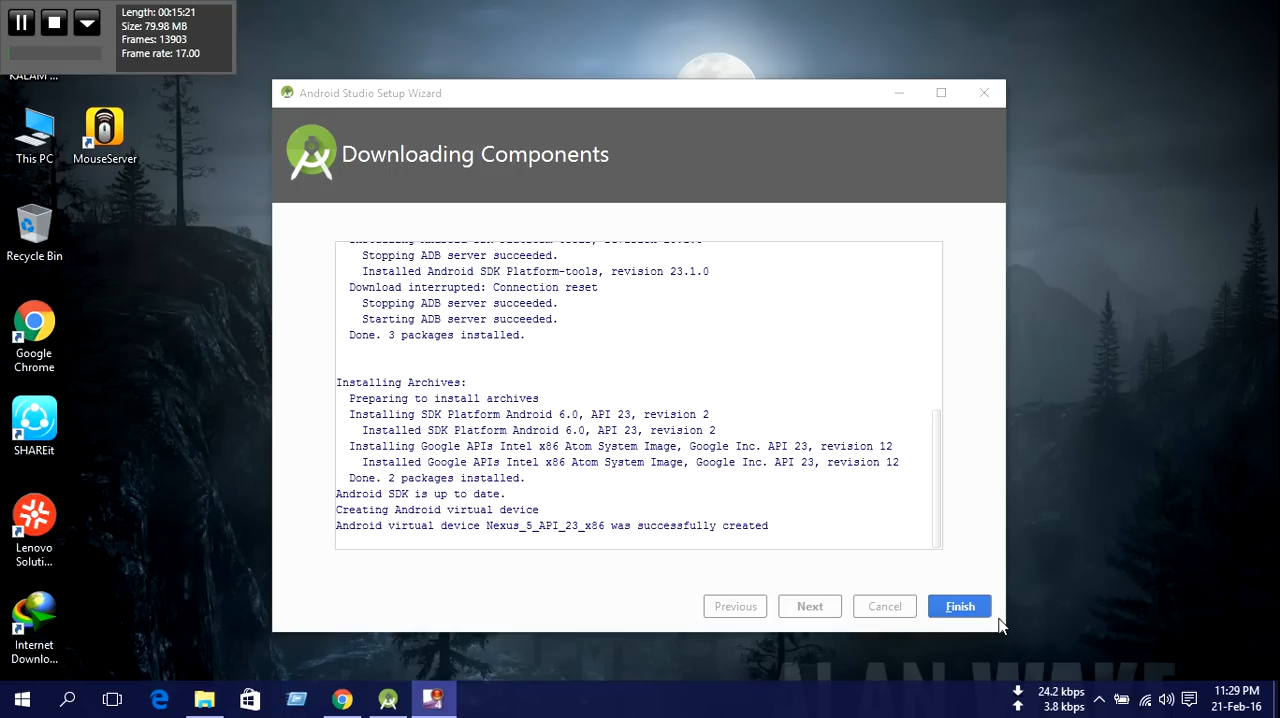 Length: 00:15:21
Size: 79.98 MB
Frames: 13903
Frame rate: 17.00
KALAM ...
This PC
MouseServer
Recycle Bin
Google
Chrome
SHAREit
Lenovo
Soluti...
Internet
Downlo...
Android Studio Setup Wizard
Downloading Components
Stopping ADB server succeeded.
Installed Android SDK Platform-tools, revision 23.1.0
Download interrupted: Connection reset
Stopping ADB server succeeded.
Starting ADB server succeeded.
Done. 3 packages installed.
Installing Archives:
Preparing to install archives
Installing SDK Platform Android 6.0, API 23, revision 2
Installed SDK Platform Android 6.0, API 23, revision 2
Installing Google APIs Intel x86 Atom System Image, Google Inc. API 23, revision 12
Installed Google APIs Intel x86 Atom System Image, Google Inc. API 23, revision 12
Done. 2 packages installed.
Android SDK is up to date.
Creating Android virtual device
Android virtual device Nexus_5_API_23_x86 was successfully created
Previous
Next
Cancel
Finish
ALAN WAKE
24.2 kbps
3.8 kbps
11:29 PM
21-Feb-16